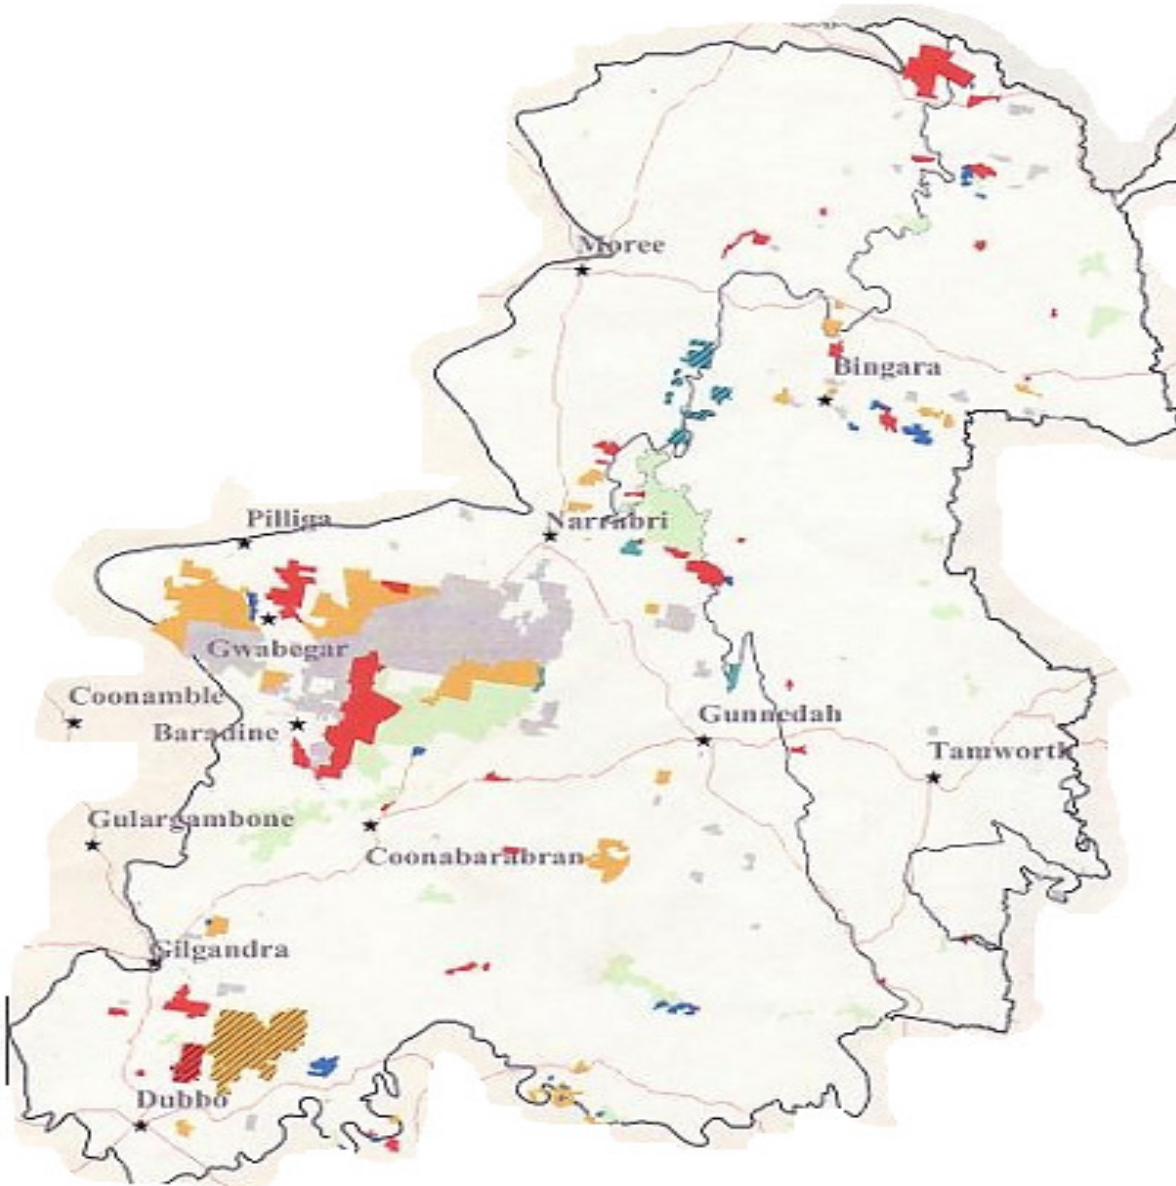 Moree
Bingara
Pilliga
Narrabri
Gwabegar
Coonamble
Baradine
Gunnedah
Tamworth
Gulargambone
Coonabarabran
Gilgandra
Dubbo